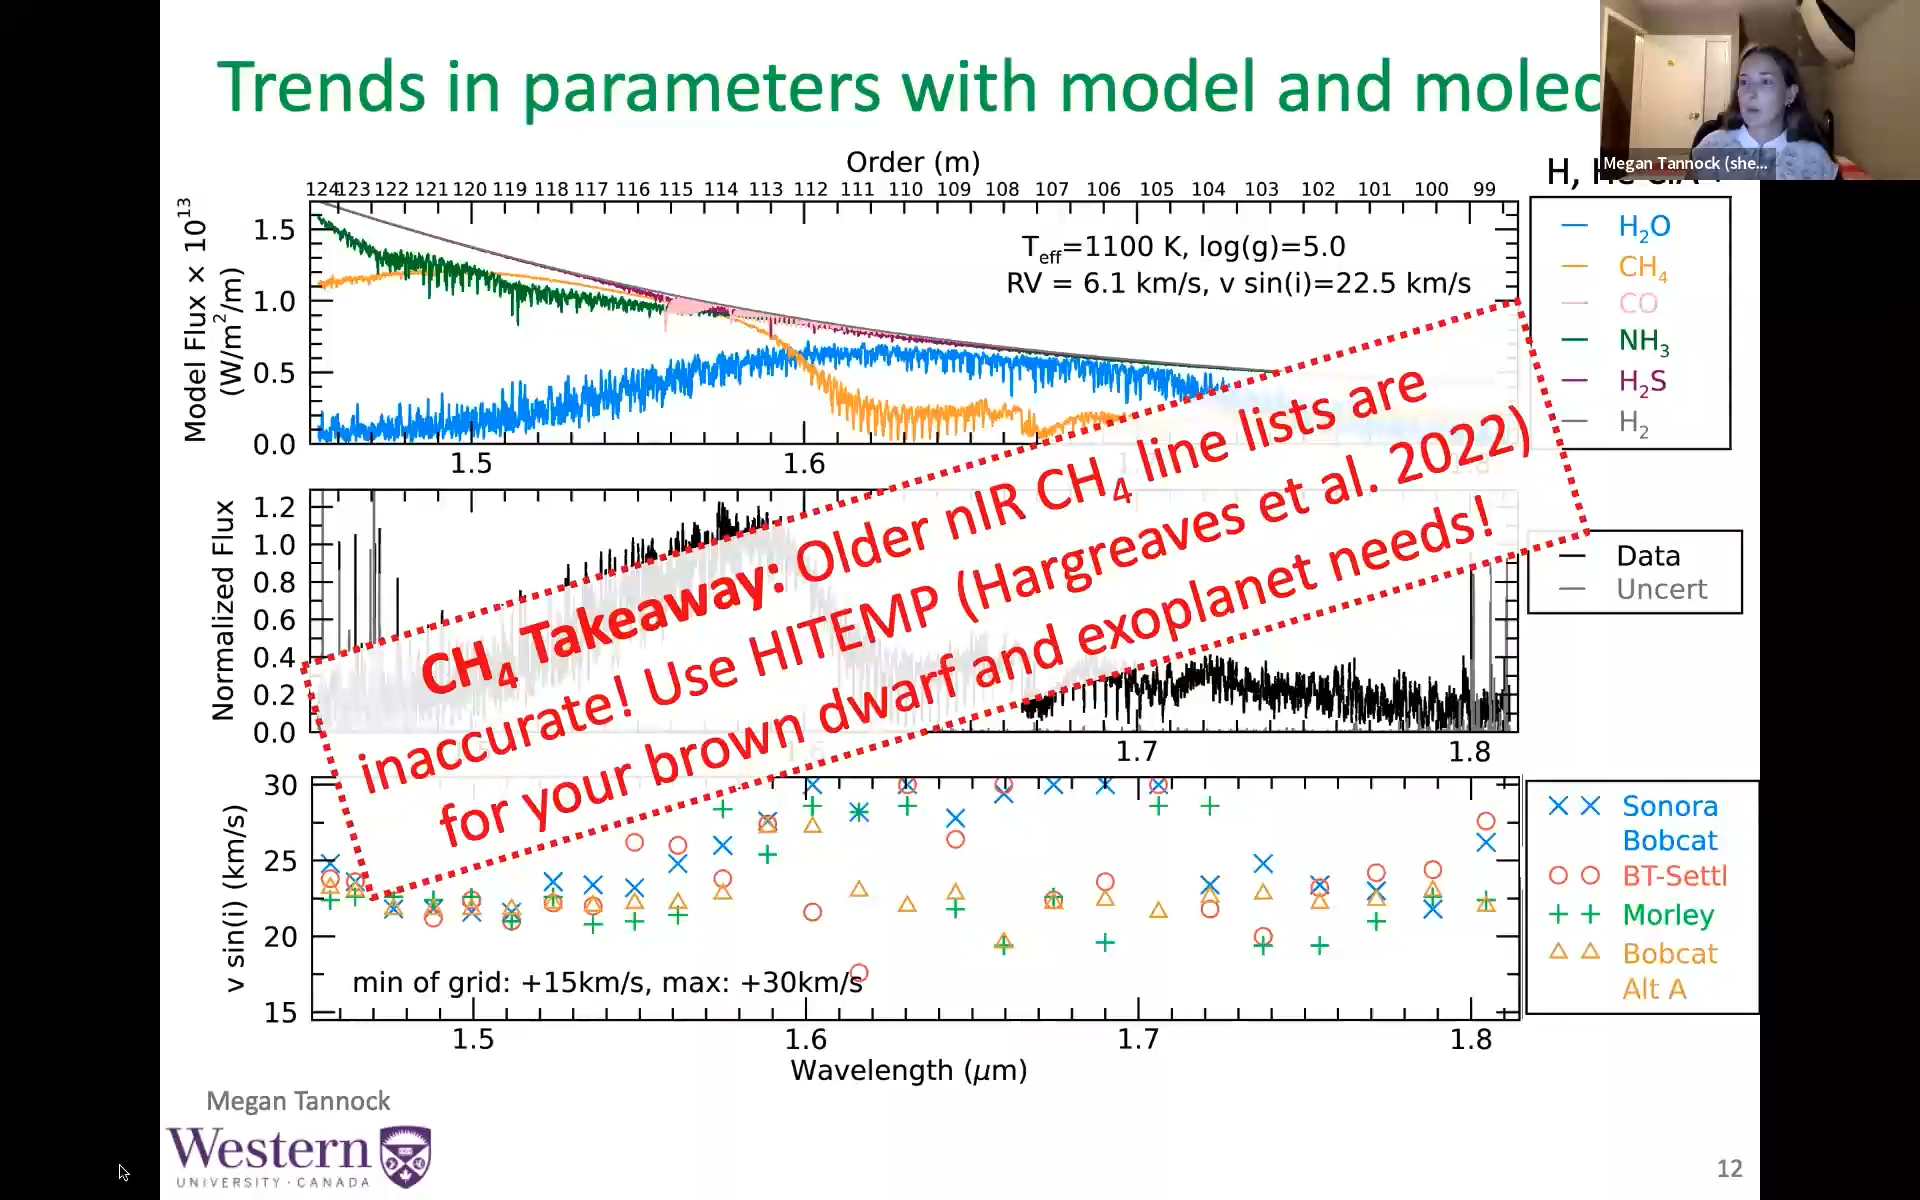 Trends in parameters with model and molec
Megan Tannock (she...
Order (m)
124 123 122 121 120 119 118 117 116 115 114 113 112 111 110 109 108 107 106 105 104 103 102 101 100 99
Model Flux × 10¹³
(W/m²/m)
1.5
1.0
0.5
0.0
Teff=1100 K, log(g)=5.0
RV = 6.1 km/s, v sin(i)=22.5 km/s
1.5 1.6
H₂O
CH₄
CO
NH₃
H₂S
H₂
CH₄ Takeaway: Older nIR CH₄ line lists are
inaccurate! Use HITEMP (Hargreaves et al. 2022)
for your brown dwarf and exoplanet needs!
Normalized Flux
1.2
1.0
0.8
0.6
0.4
0.2
0.0
1.7 1.8
Data
Uncert
v sin(i) (km/s)
30
25
20
15
min of grid: +15km/s, max: +30km/s
1.5 1.6 1.7 1.8
Wavelength (μm)
Sonora
Bobcat
BT-Settl
Morley
Bobcat
Alt A
Megan Tannock
Western
UNIVERSITY · CANADA
12